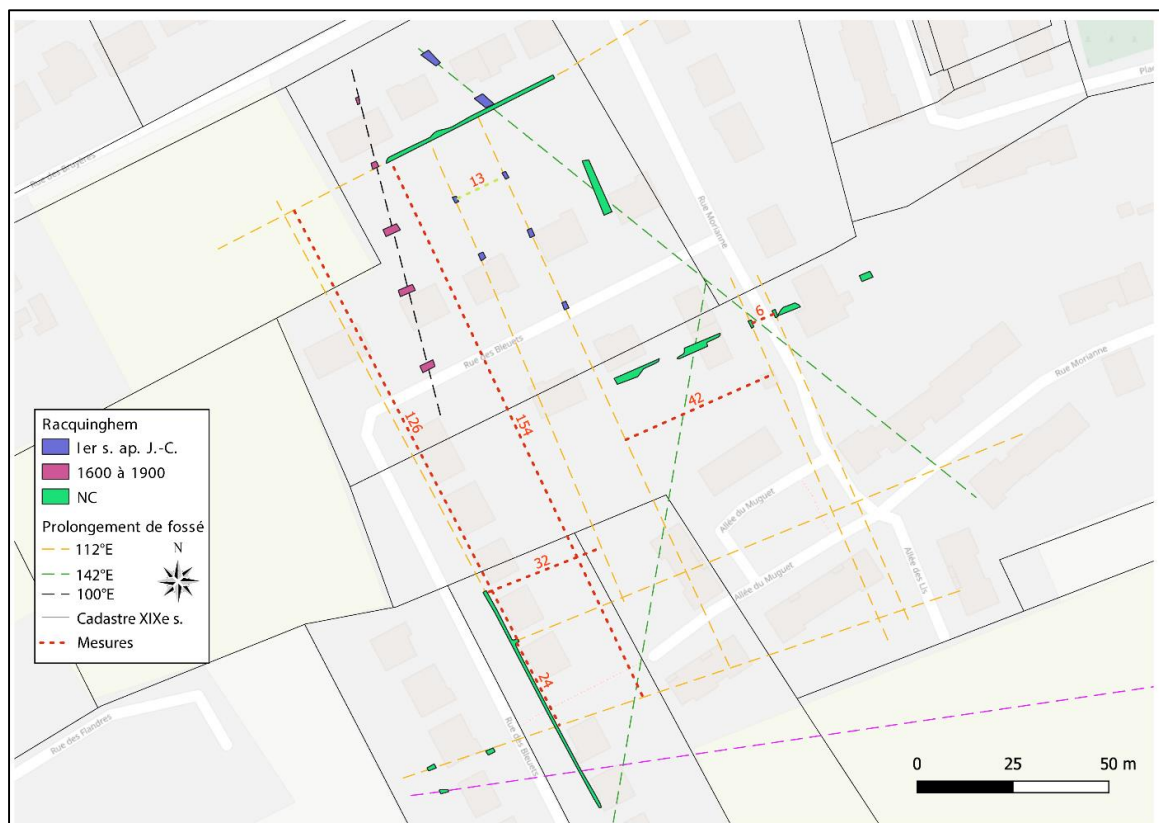 Rue des Bruyères
Plac
13
Rue Morianne
6
Rue des Bleuets
Rue Morianne
42
126
154
Racquinghem
Ier s. ap. J.-C.
1600 à 1900
NC
Prolongement de fossé
112°E
N
142°E
100°E
Cadastre XIXe s.
Mesures
Allée du Muguet
32
Allée du Muguet
Allée des Lis
24
Rue des Flandres
Rue des Bleuets
0 25 50 m